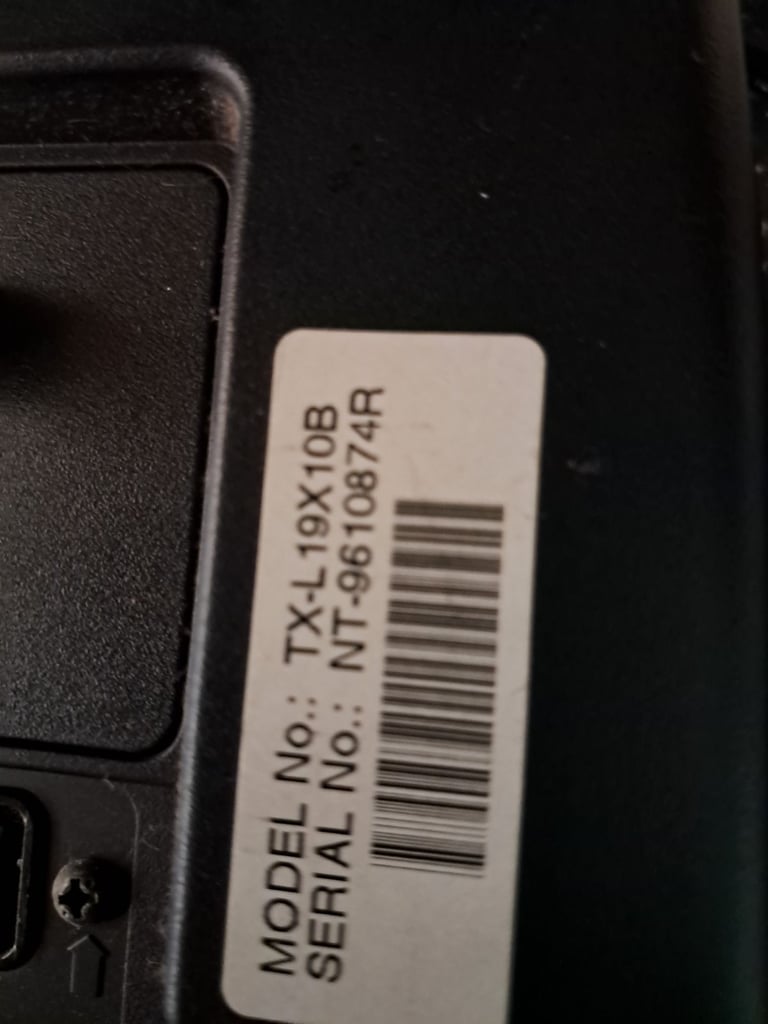 MODEL No.: TX-L19X10B
SERIAL No.: NT-9610874R